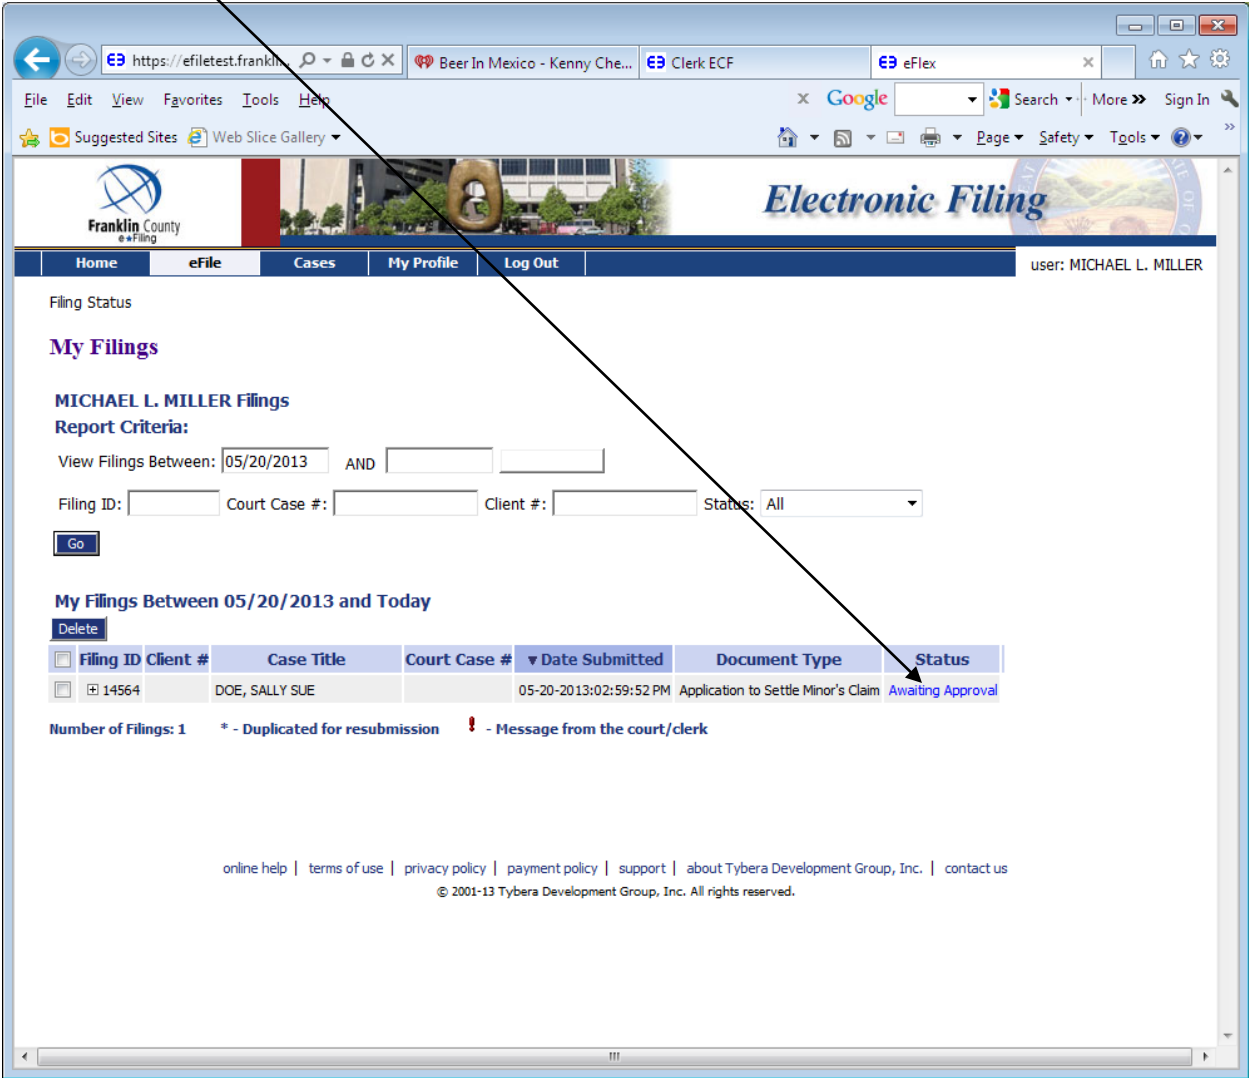 https://efiletest.frankli...
Beer In Mexico - Kenny Che...
Clerk ECF
eFlex
File Edit View Favorites Tools Help
x Google Search More » Sign In
Suggested Sites Web Slice Gallery
Page Safety Tools »
Franklin County
e★Filing
Electronic Filing
Home eFile Cases My Profile Log Out
user: MICHAEL L. MILLER
Filing Status
My Filings
MICHAEL L. MILLER Filings
Report Criteria:
View Filings Between: 05/20/2013 AND
Filing ID: Court Case #: Client #: Status: All
Go
My Filings Between 05/20/2013 and Today
Delete
Filing ID Client # Case Title Court Case # ▼Date Submitted Document Type Status
14564 DOE, SALLY SUE 05-20-2013:02:59:52 PM Application to Settle Minor's Claim Awaiting Approval
Number of Filings: 1 * - Duplicated for resubmission ! - Message from the court/clerk
online help | terms of use | privacy policy | payment policy | support | about Tybera Development Group, Inc. | contact us
© 2001-13 Tybera Development Group, Inc. All rights reserved.